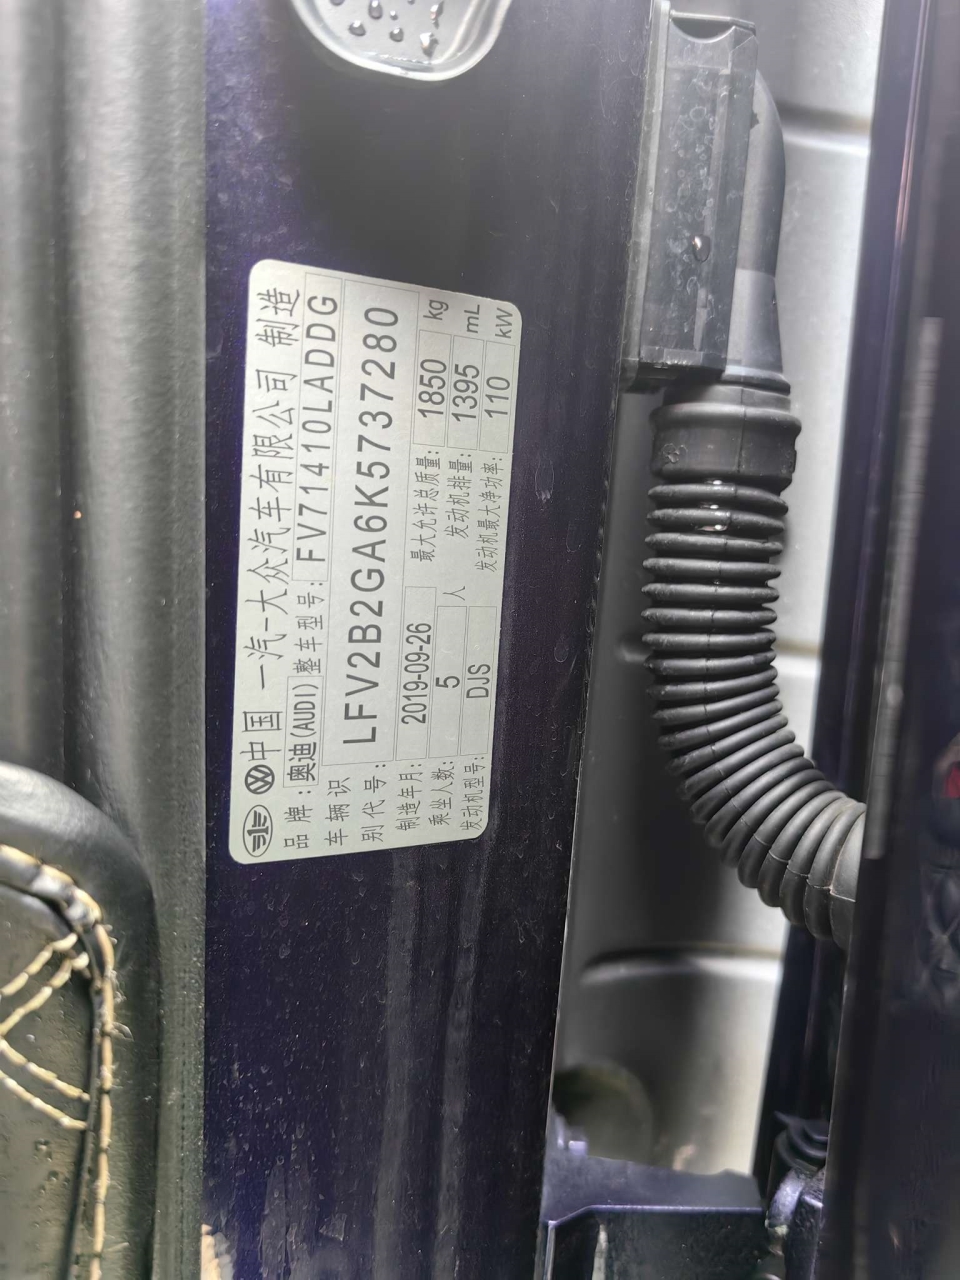 中国 一汽-大众汽车有限公司 制造
品牌: 奥迪(AUDI) 整车型号: FV71410LADDG
车辆识别代号: LFV2B2GA6K5737280
制造年月: 2019-09-26 最大允许总质量: 1850 kg
乘坐人数: 5 人 发动机排量: 1395 mL
发动机型号: DJS 发动机最大净功率: 110 kW